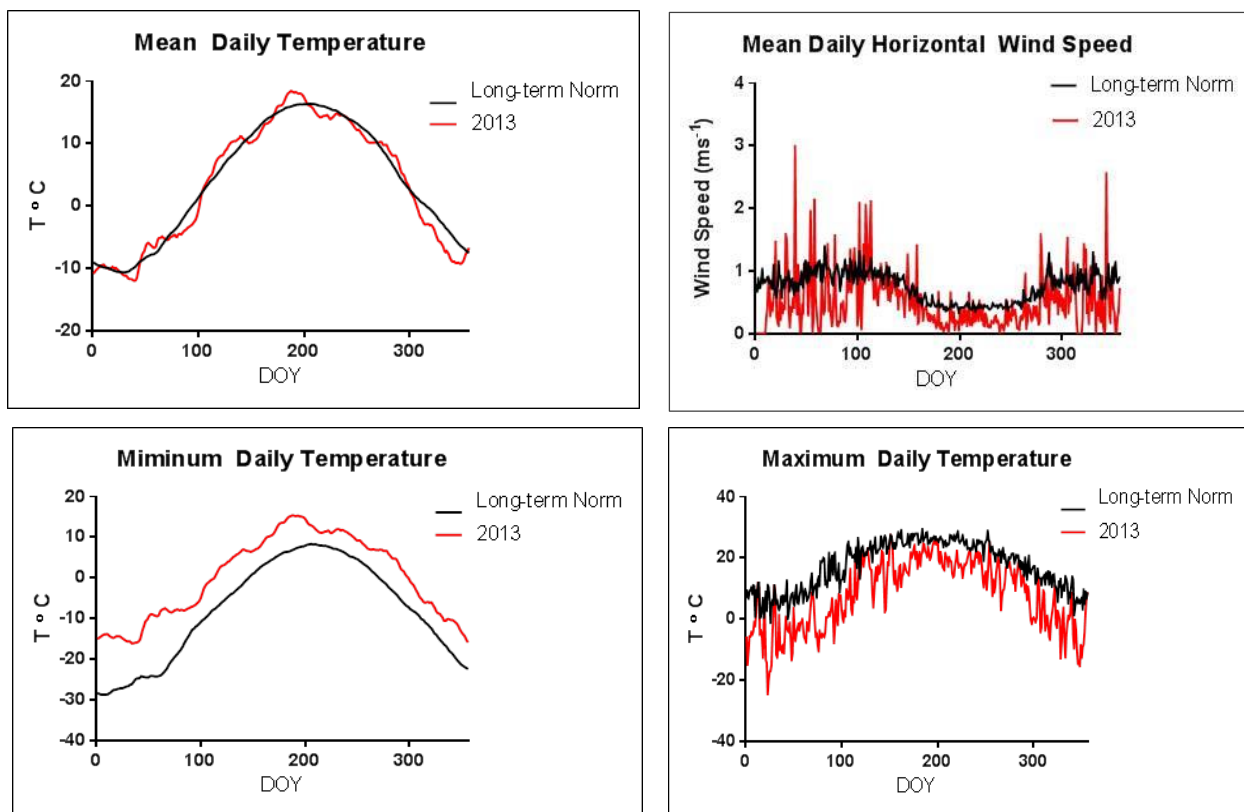 Mean Daily Temperature
Long-term Norm
2013
20
10
0
-10
-20
T º C
0 100 200 300
DOY
Mean Daily Horizontal Wind Speed
Long-term Norm
2013
4
3
2
1
0
Wind Speed (ms⁻¹)
0 100 200 300
DOY
Miminum Daily Temperature
Long-term Norm
2013
20
10
0
-10
-20
-30
-40
T º C
0 100 200 300
DOY
Maximum Daily Temperature
Long-term Norm
2013
40
20
0
-20
-40
T º C
0 100 200 300
DOY